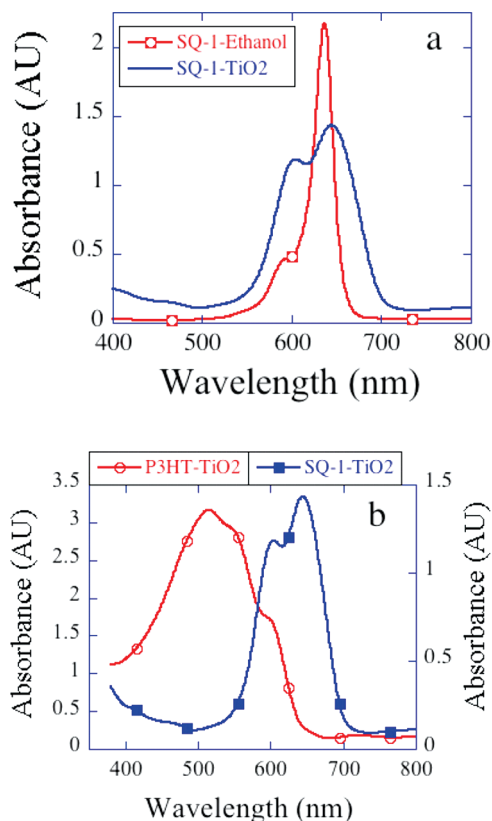 a
SQ-1-Ethanol
SQ-1-TiO2
2
1.5
1
0.5
0
Absorbance (AU)
400 500 600 700 800
Wavelength (nm)
P3HT-TiO2 SQ-1-TiO2
b
3.5
3
2.5
2
1.5
1
0.5
0
Absorbance (AU)
1.5
1
0.5
0
Absorbance (AU)
400 500 600 700 800
Wavelength (nm)